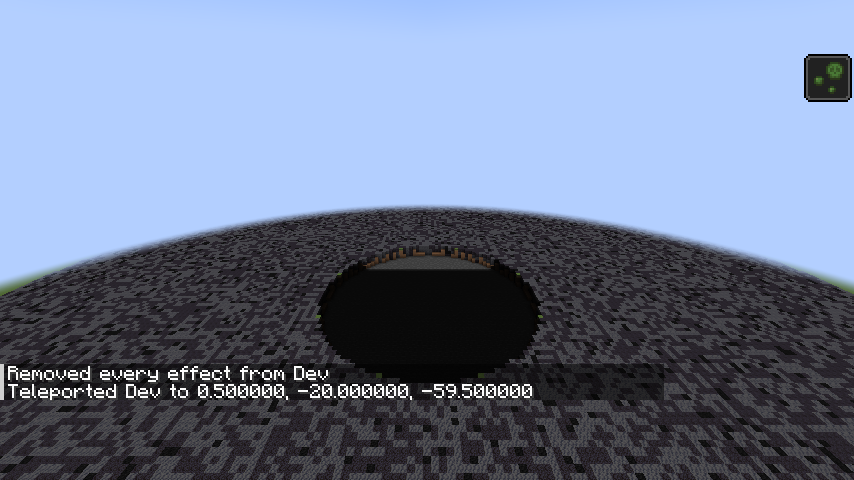 Removed every effect from Dev
Teleported Dev to 0.500000, -20.000000, -59.500000